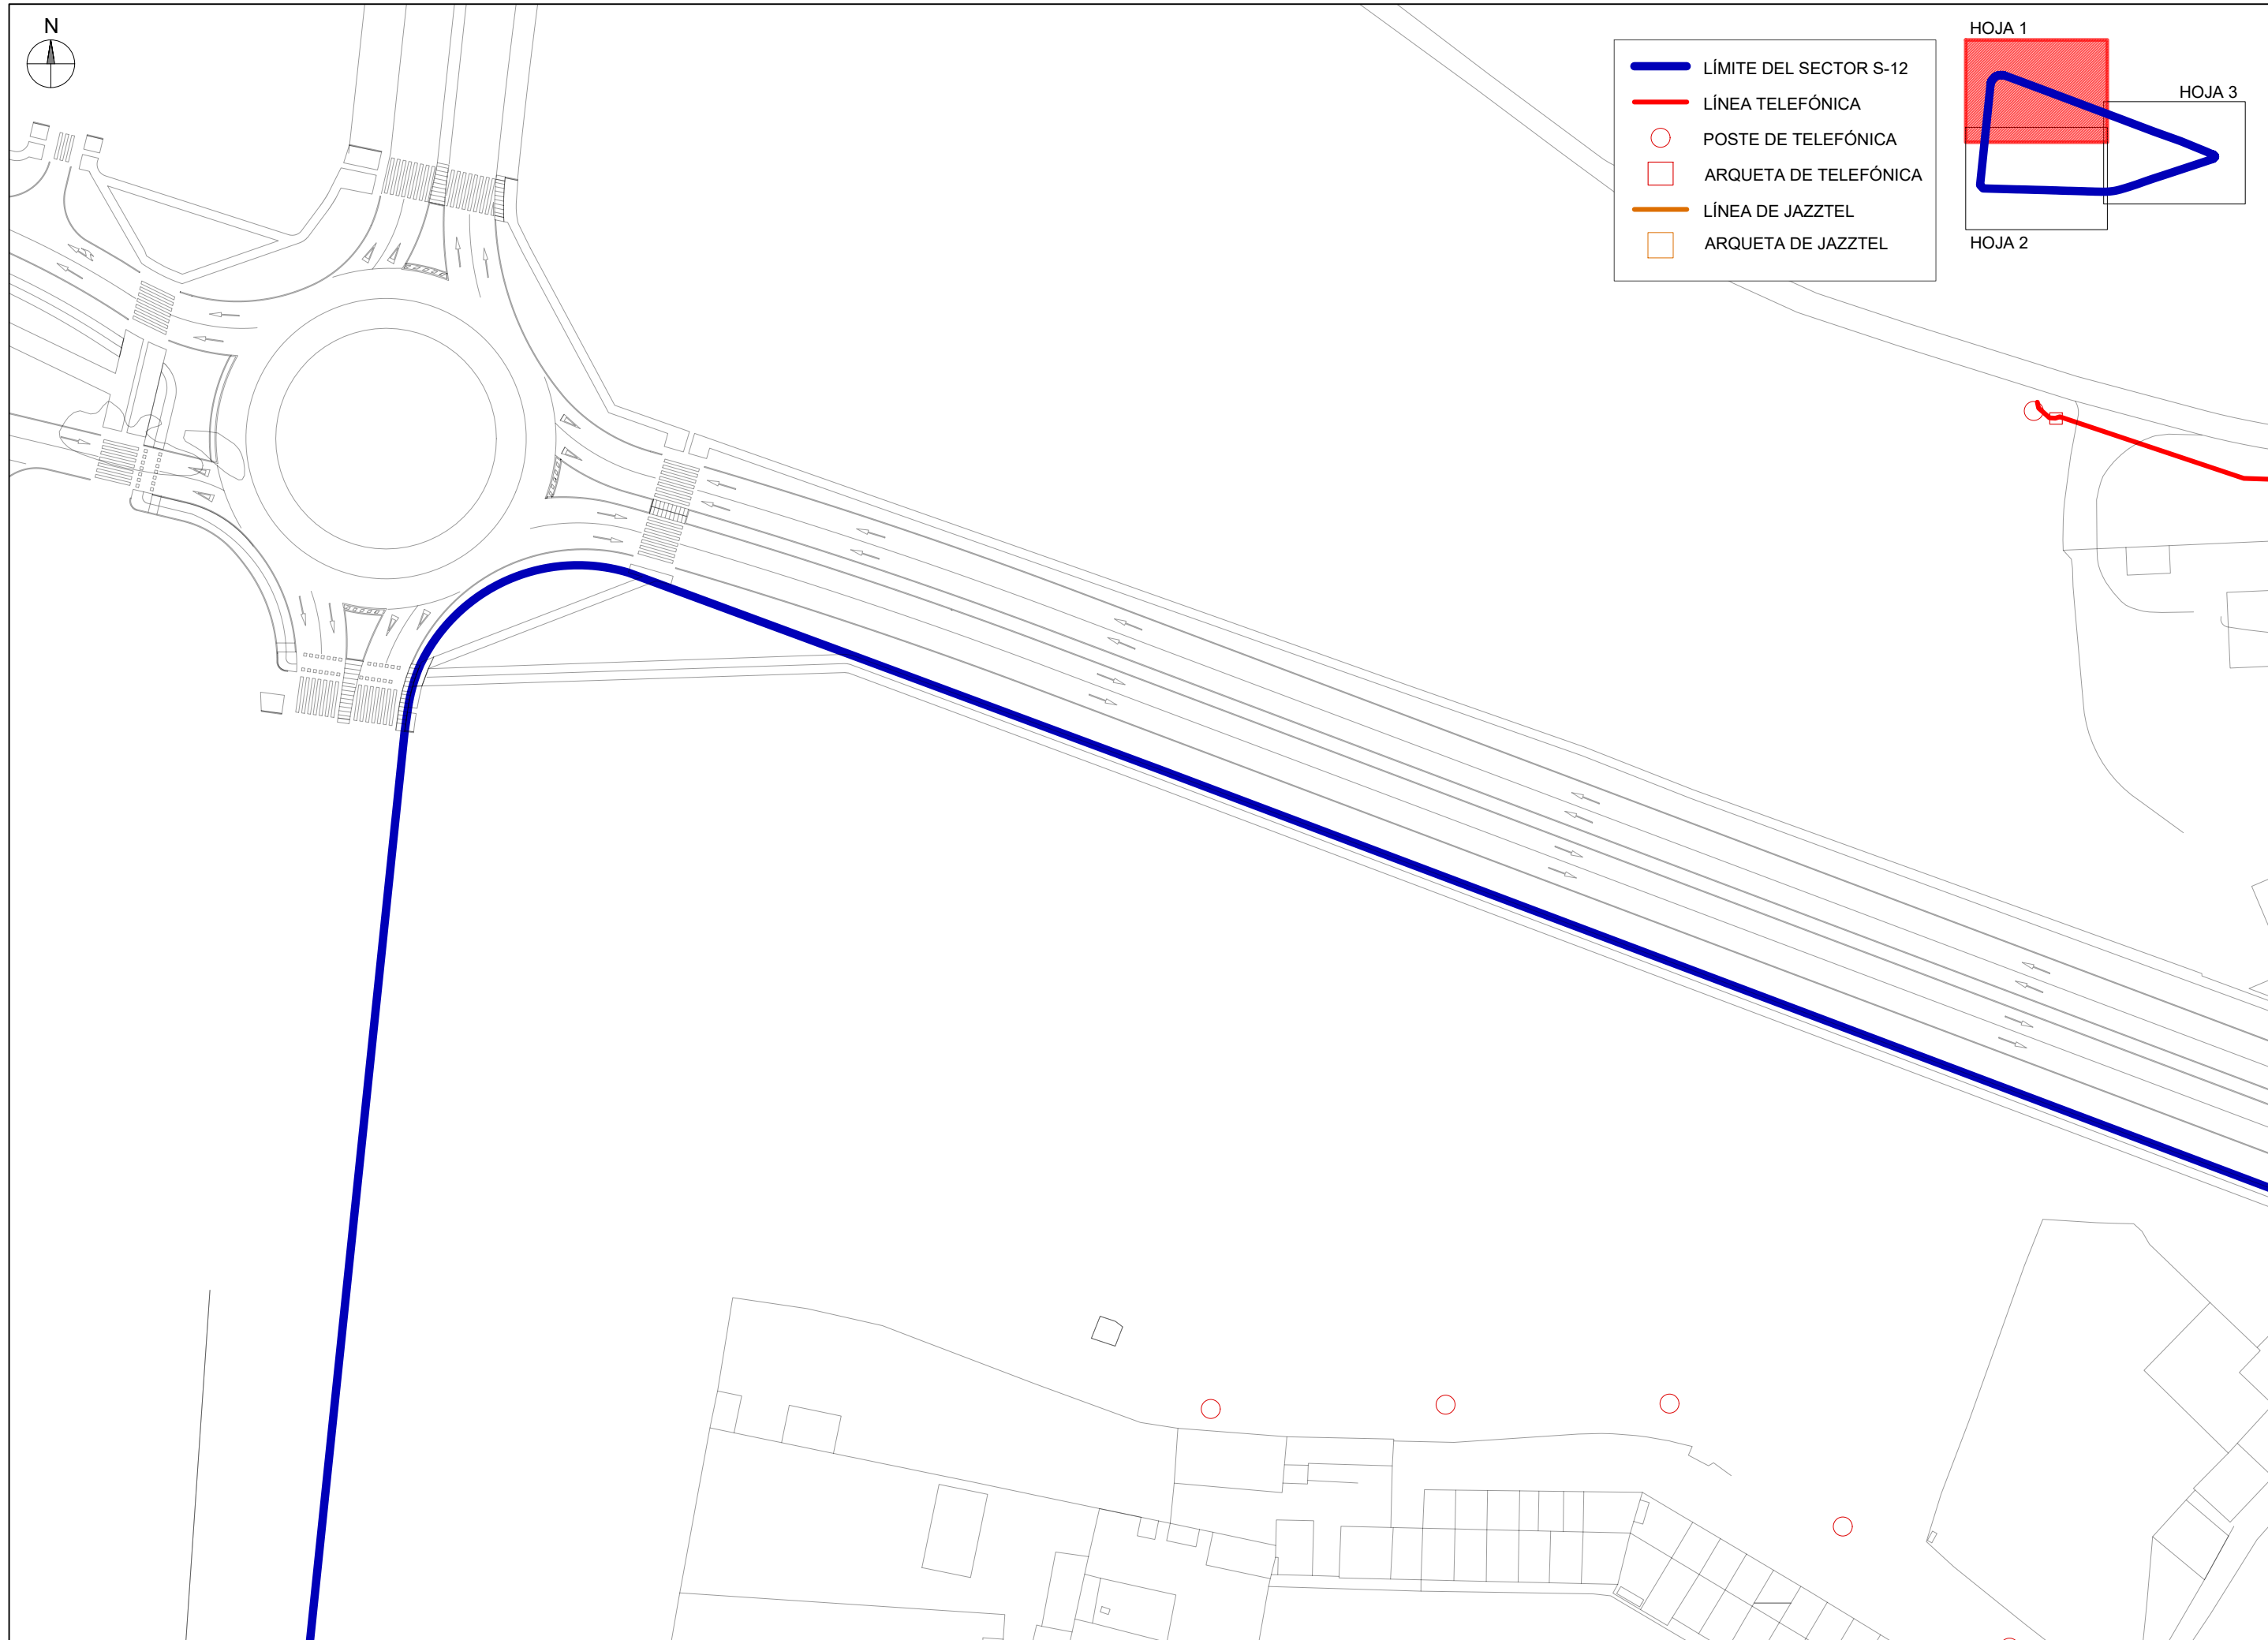 N
LÍMITE DEL SECTOR S-12
LÍNEA TELEFÓNICA
POSTE DE TELEFÓNICA
ARQUETA DE TELEFÓNICA
LÍNEA DE JAZZTEL
ARQUETA DE JAZZTEL
HOJA 1
HOJA 3
HOJA 2